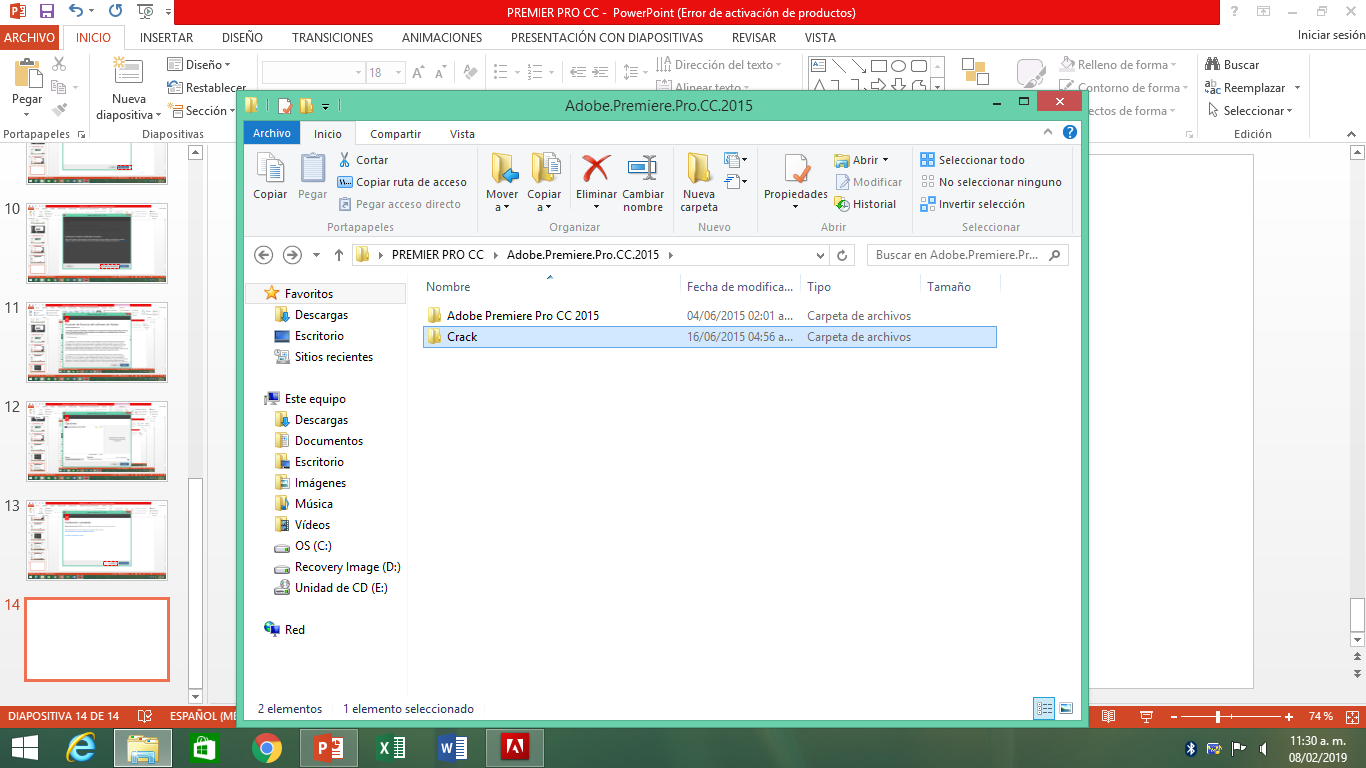 PREMIER PRO CC - PowerPoint (Error de activación de productos)
ARCHIVO INICIO INSERTAR DISEÑO TRANSICIONES ANIMACIONES PRESENTACIÓN CON DIAPOSITIVAS REVISAR VISTA Iniciar sesión
Pegar
Nueva diapositiva
Diseño
Restablecer
Sección
18
Dirección del texto
Alinear texto
Relleno de forma
Contorno de forma
ectos de forma
Buscar
Reemplazar
Seleccionar
Portapapeles Diapositivas Edición
Adobe.Premiere.Pro.CC.2015
Archivo Inicio Compartir Vista
Copiar
Pegar
Cortar
Copiar ruta de acceso
Pegar acceso directo
Mover a
Copiar a
Eliminar
Cambiar nombre
Nueva carpeta
Propiedades
Abrir
Modificar
Historial
Seleccionar todo
No seleccionar ninguno
Invertir selección
Portapapeles Organizar Nuevo Abrir Seleccionar
PREMIER PRO CC Adobe.Premiere.Pro.CC.2015
Buscar en Adobe.Premiere.Pr...
Nombre Fecha de modifica... Tipo Tamaño
Adobe Premiere Pro CC 2015 04/06/2015 02:01 a... Carpeta de archivos
Crack 16/06/2015 04:56 a... Carpeta de archivos
Favoritos
Descargas
Escritorio
Sitios recientes
Este equipo
Descargas
Documentos
Escritorio
Imágenes
Música
Vídeos
OS (C:)
Recovery Image (D:)
Unidad de CD (E:)
Red
2 elementos 1 elemento seleccionado
10
11
12
13
14
DIAPOSITIVA 14 DE 14 ESPAÑOL (MÉ 74 %
11:30 a. m.
08/02/2019